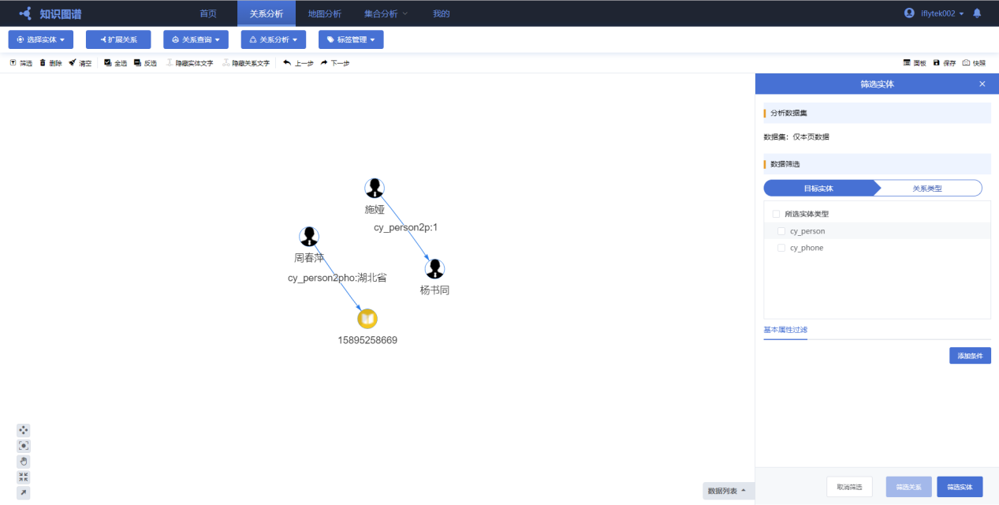 知识图谱 首页 关系分析 地图分析 集合分析 我的 iflytek002
选择实体 扩展关系 关系查询 关系分析 标签管理
筛选 删除 清空 全选 反选 隐藏实体文字 隐藏关系文字 上一步 下一步 面板 保存 快照
施娅
cy_person2p:1
周春萍
cy_person2pho:湖北省
杨书同
15895258669
数据列表
筛选实体
分析数据集
数据集: 仅本页数据
数据筛选
目标实体 关系类型
所选实体类型
cy_person
cy_phone
基本属性过滤
添加条件
取消筛选 筛选关系 筛选实体